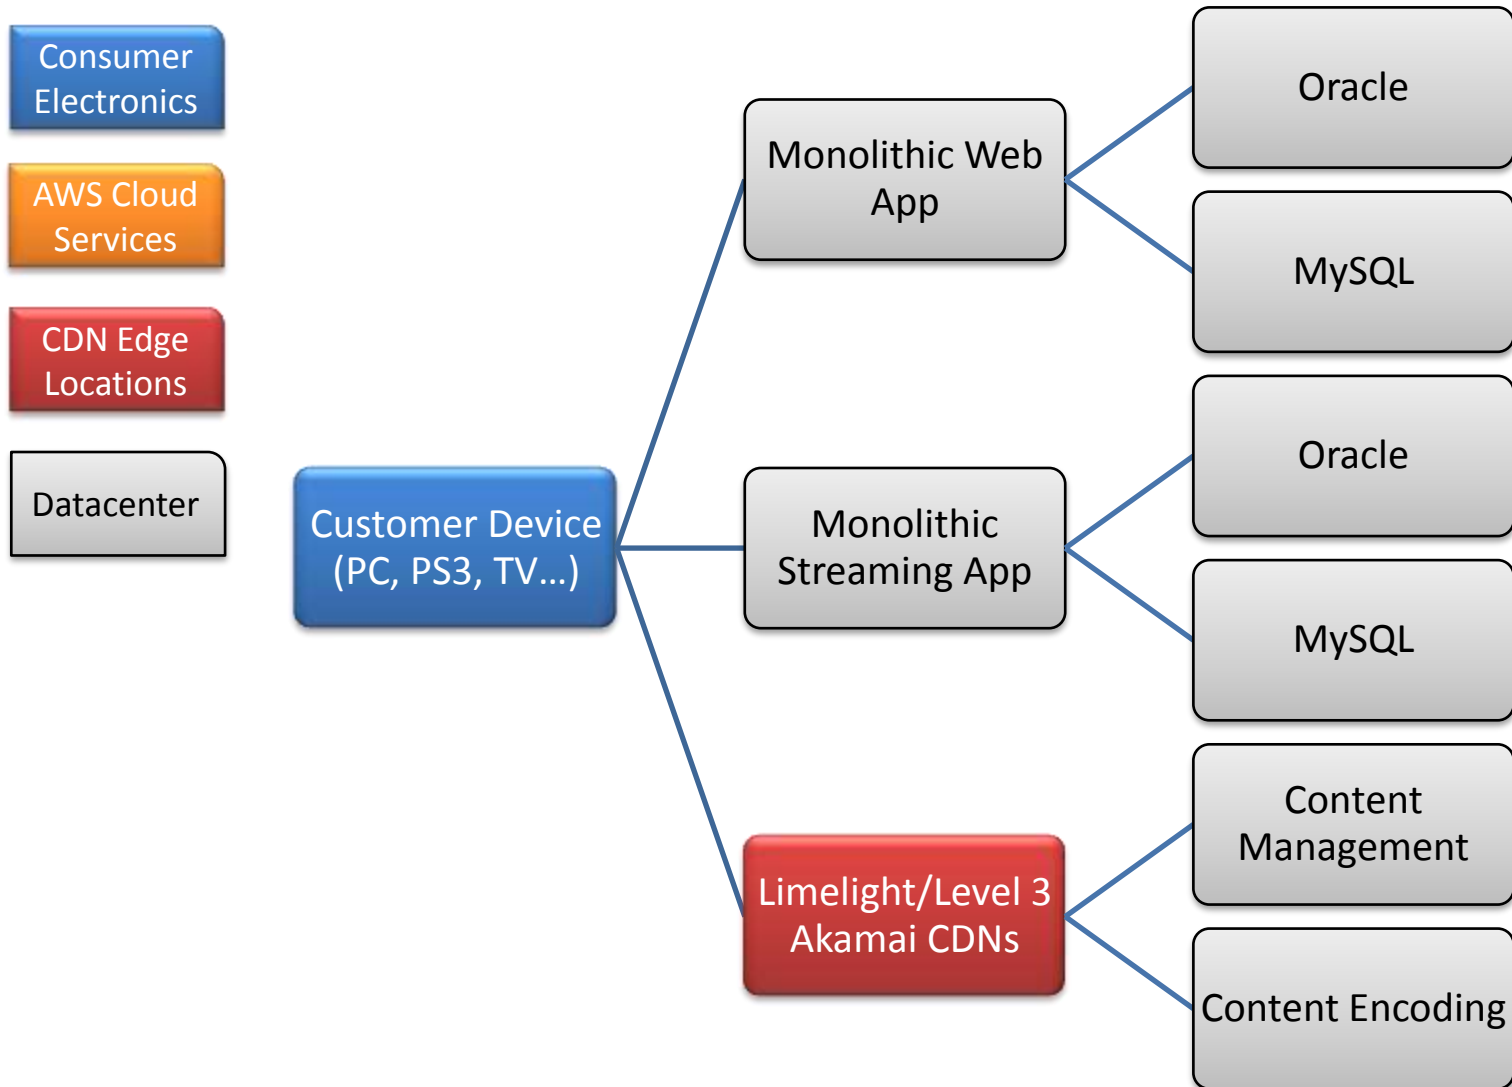 Consumer
Electronics
AWS Cloud
Services
CDN Edge
Locations
Datacenter
Customer Device
(PC, PS3, TV…)
Monolithic Web
App
Monolithic
Streaming App
Limelight/Level 3
Akamai CDNs
Oracle
MySQL
Oracle
MySQL
Content
Management
Content Encoding